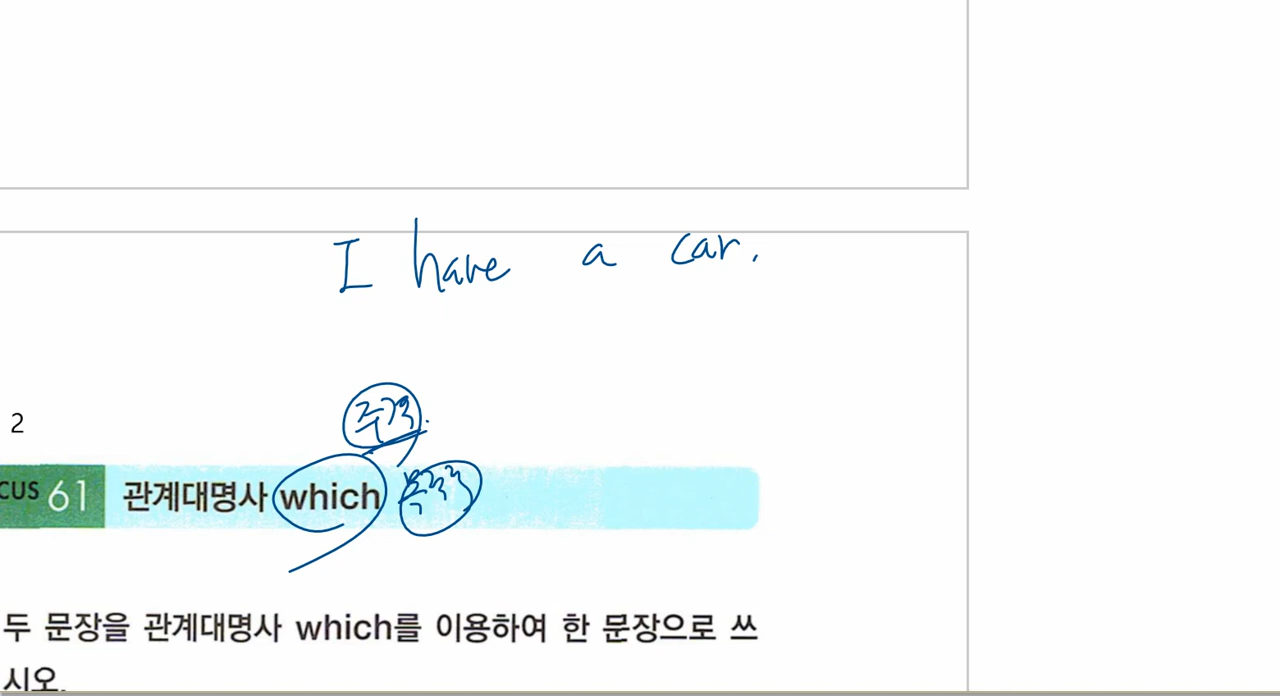 I have a car.
주격.
2
CUS 61 관계대명사 which 목적격
두 문장을 관계대명사 which를 이용하여 한 문장으로 쓰
시오.